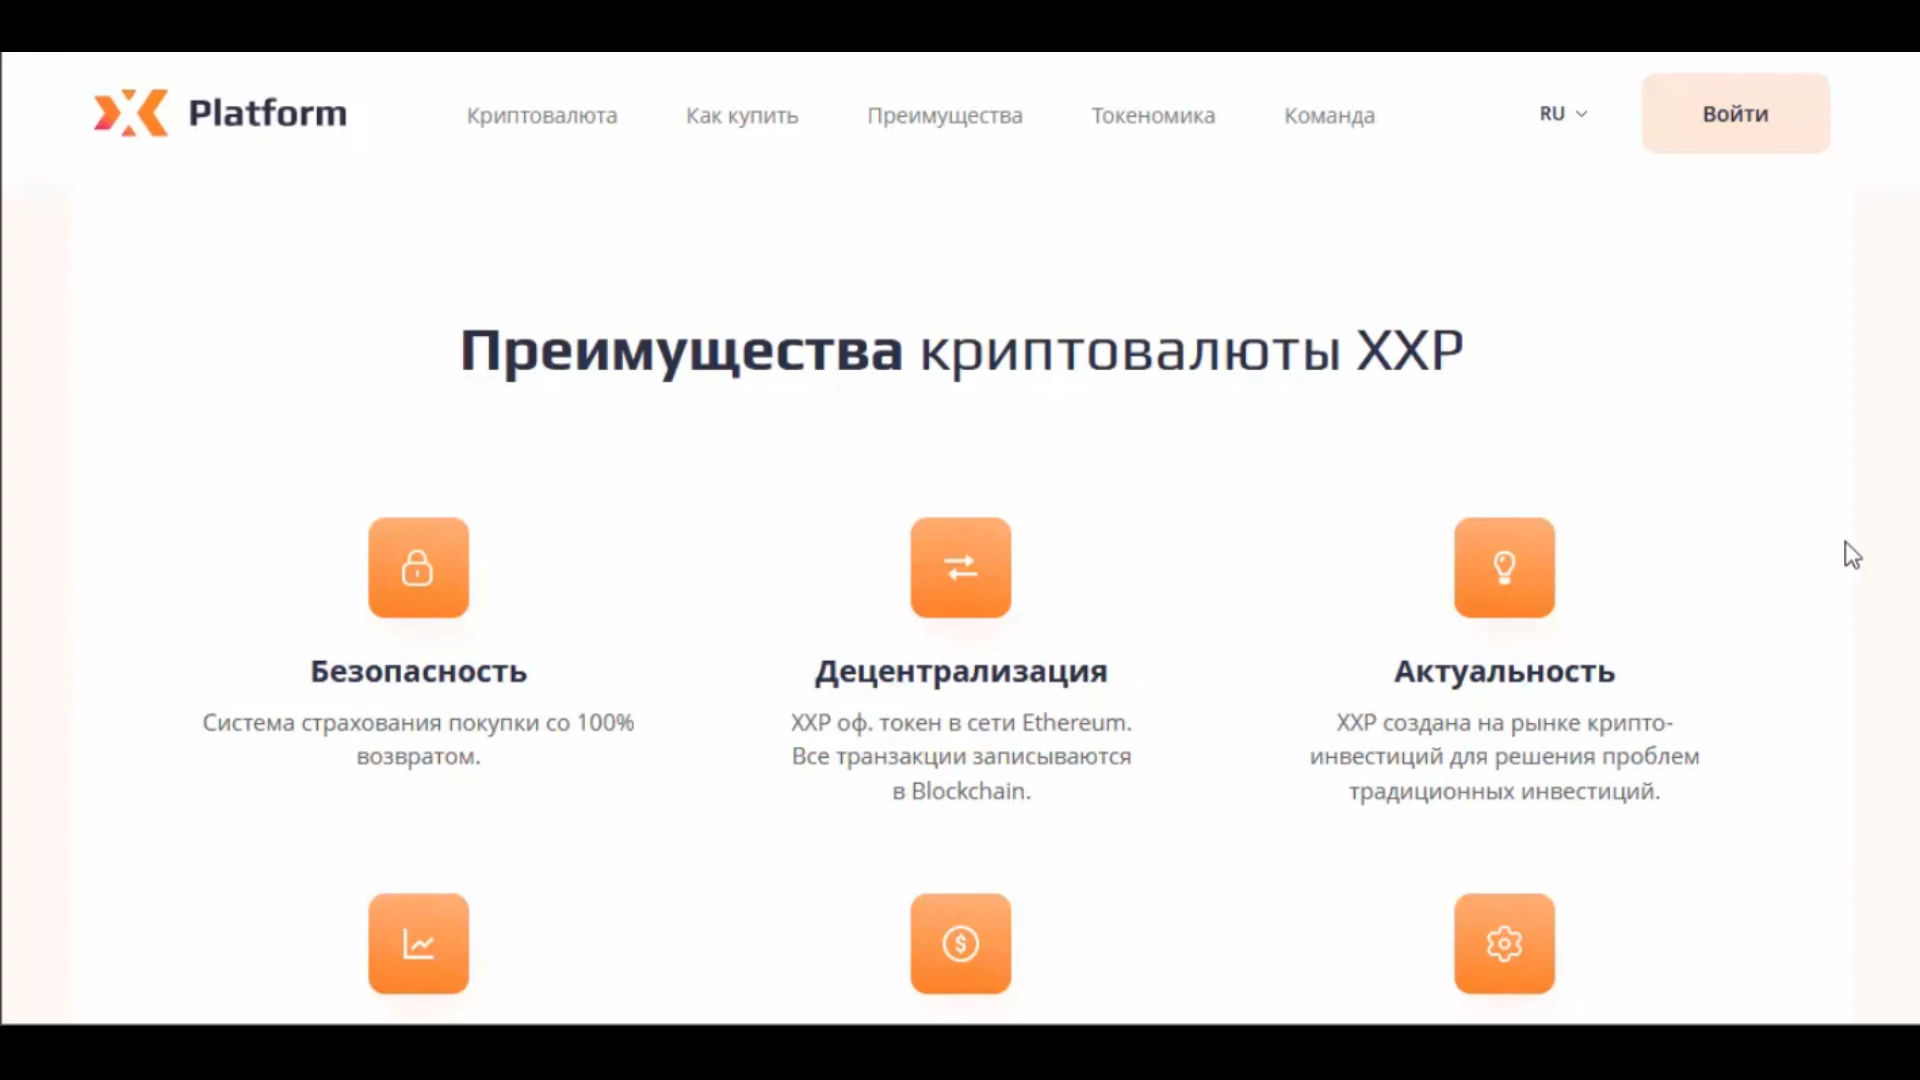 Platform
Криптовалюта
Как купить
Преимущества
Токеномика
Команда
RU
Войти
Преимущества криптовалюты XXP
Безопасность
Система страхования покупки со 100%
возвратом.
Децентрализация
XXP оф. токен в сети Ethereum.
Все транзакции записываются
в Blockchain.
Актуальность
XXP создана на рынке крипто-
инвестиций для решения проблем
традиционных инвестиций.